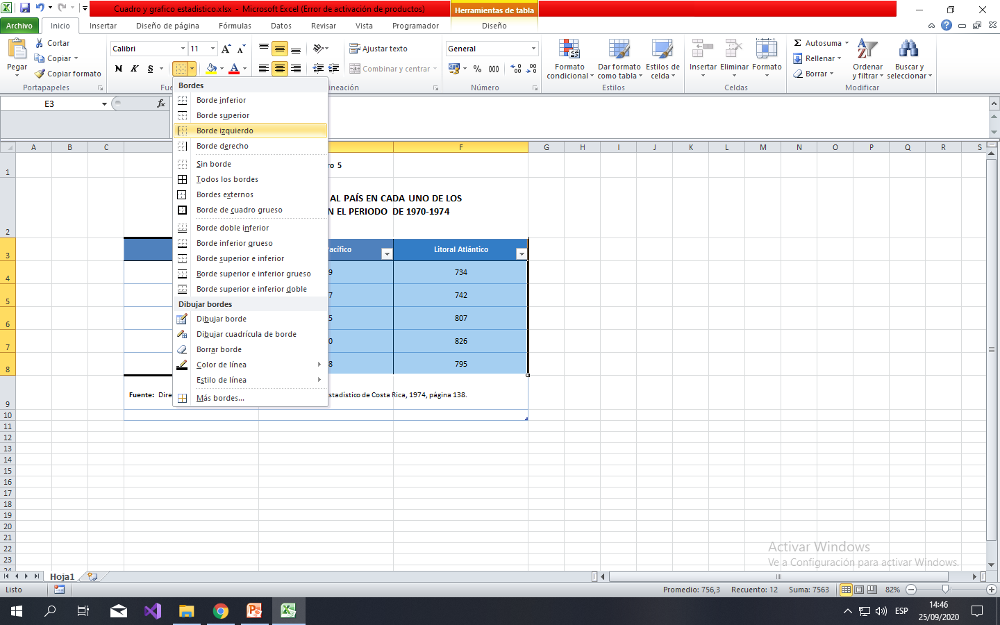 Cuadro y grafico estadistico.xlsx - Microsoft Excel (Error de activación de productos)
Herramientas de tabla
Archivo Inicio Insertar Diseño de página Fórmulas Datos Revisar Vista Programador Diseño
Pegar
Cortar
Copiar
Copiar formato
Portapapeles
Calibri 11
N K S
Fue
Ajustar texto
Combinar y centrar
ineación
General
% 000
Número
Formato condicional
Dar formato como tabla
Estilos de celda
Estilos
Insertar Eliminar Formato
Celdas
Autosuma
Rellenar
Borrar
Ordenar y filtrar
Buscar y seleccionar
Modificar
E3
fx
Bordes
Borde inferior
Borde superior
Borde izquierdo
Borde derecho
Sin borde
Todos los bordes
Bordes externos
Borde de cuadro grueso
Borde doble inferior
Borde inferior grueso
Borde superior e inferior
Borde superior e inferior grueso
Borde superior e inferior doble
Dibujar bordes
Dibujar borde
Dibujar cuadrícula de borde
Borrar borde
Color de línea
Estilo de línea
Más bordes...
A B C F G H I J K L M N O P Q R S
1 ro 5
2 AL PAÍS EN CADA UNO DE LOS
N EL PERIODO DE 1970-1974
3 acífico Litoral Atlántico
4 9 734
5 7 742
6 5 807
7 0 826
8 8 795
9 Fuente: Dire stadístico de Costa Rica, 1974, página 138.
10
11
12
13
14
15
16
17
18
19
20
21
22
23
24
Activar Windows
Ve a Configuración para activar Windows.
Hoja1
Listo
Promedio: 756,3 Recuento: 12 Suma: 7563 82%
ESP
14:46
25/09/2020